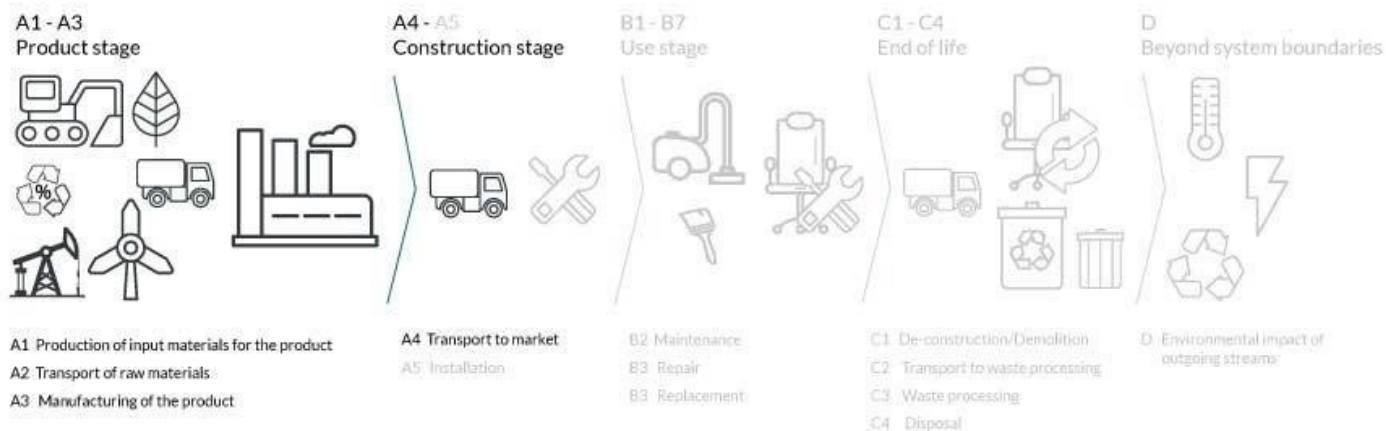 A1 - A3
Product stage
A4 - A5
Construction stage
B1 - B7
Use stage
C1 - C4
End of life
D
Beyond system boundaries
%
A1 Production of input materials for the product
A2 Transport of raw materials
A3 Manufacturing of the product
A4 Transport to market
A5 Installation
B2 Maintenance
B3 Repair
B3 Replacement
C1 De-construction/Demolition
C2 Transport to waste processing
C3 Waste processing
C4 Disposal
D Environmental impact of
outgoing streams